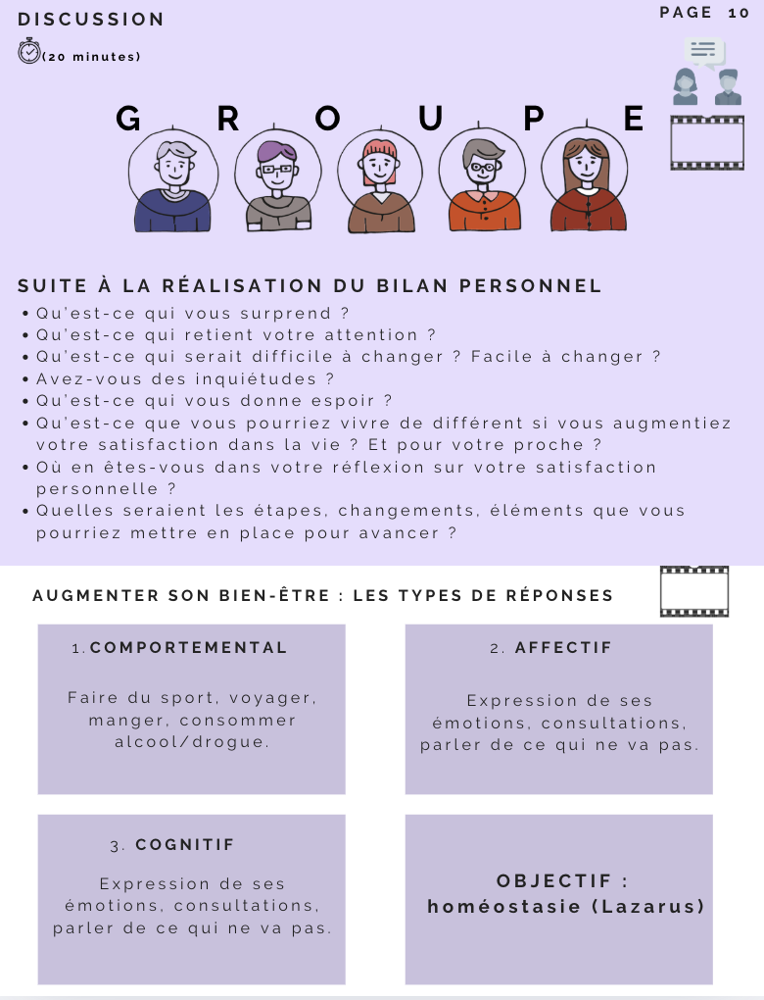 DISCUSSION
PAGE 10
(20 minutes)
G R O U P E
SUITE À LA RÉALISATION DU BILAN PERSONNEL
• Qu'est-ce qui vous surprend ?
• Qu'est-ce qui retient votre attention ?
• Qu'est-ce qui serait difficile à changer ? Facile à changer ?
• Avez-vous des inquiétudes ?
• Qu'est-ce qui vous donne espoir ?
• Qu'est-ce que vous pourriez vivre de différent si vous augmentiez
votre satisfaction dans la vie ? Et pour votre proche ?
• Où en êtes-vous dans votre réflexion sur votre satisfaction
personnelle ?
• Quelles seraient les étapes, changements, éléments que vous
pourriez mettre en place pour avancer ?
AUGMENTER SON BIEN-ÊTRE : LES TYPES DE RÉPONSES
1. COMPORTEMENTAL
Faire du sport, voyager,
manger, consommer
alcool/drogue.
2. AFFECTIF
Expression de ses
émotions, consultations,
parler de ce qui ne va pas.
3. COGNITIF
Expression de ses
émotions, consultations,
parler de ce qui ne va pas.
OBJECTIF :
homéostasie (Lazarus)